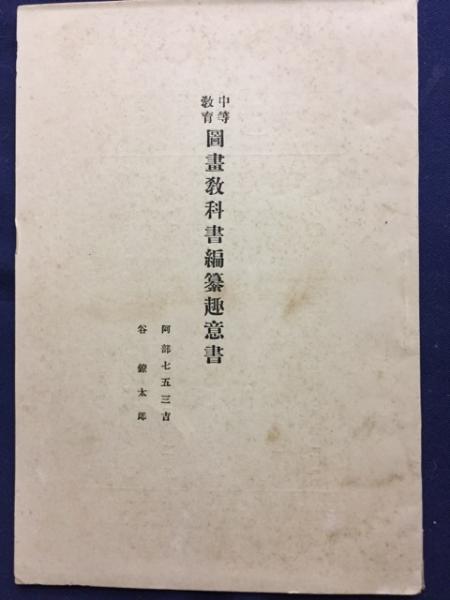 中等
教育
圖畫教科書編纂趣意書
阿部七五三吉
谷鐐太郎